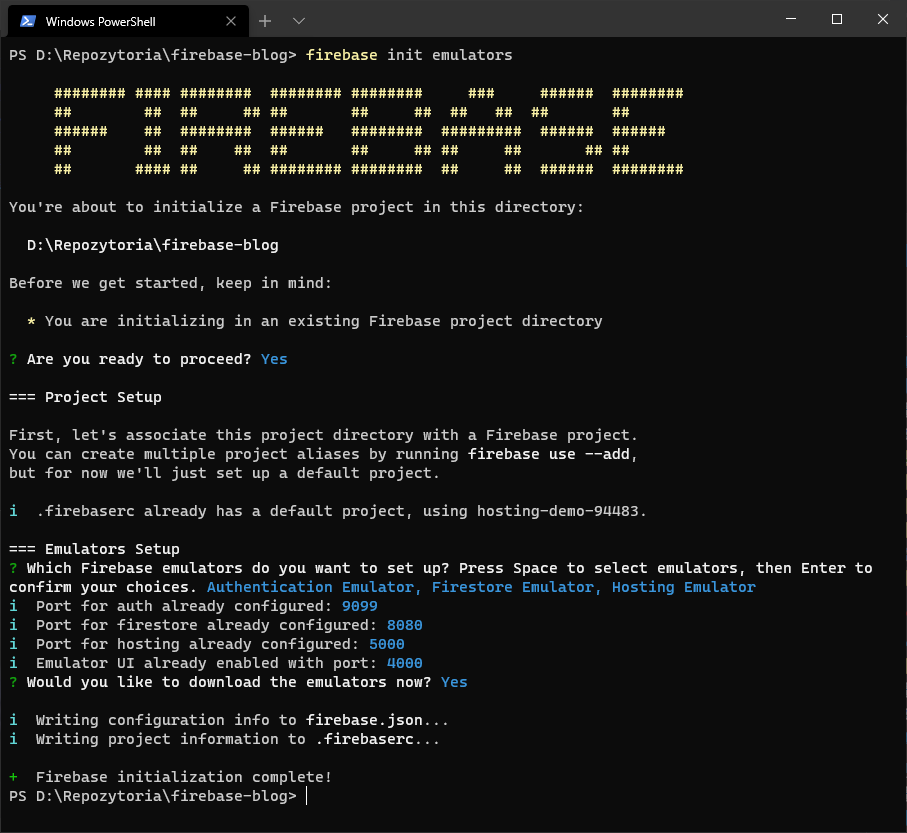 Windows PowerShell
PS D:\Repozytoria\firebase-blog> firebase init emulators
     ######## #### ########  ######## ########     ###     ######  ########
     ##        ##  ##     ## ##       ##     ##  ##   ##  ##       ##
     ######    ##  ########  ######   ########  #########  ######  ######
     ##        ##  ##    ##  ##       ##     ## ##     ##       ## ##
     ##       #### ##     ## ######## ########  ##     ##  ######  ########
You're about to initialize a Firebase project in this directory:
D:\Repozytoria\firebase-blog
Before we get started, keep in mind:
* You are initializing in an existing Firebase project directory
? Are you ready to proceed? Yes
=== Project Setup
First, let's associate this project directory with a Firebase project.
You can create multiple project aliases by running firebase use --add,
but for now we'll just set up a default project.
i  .firebaserc already has a default project, using hosting-demo-94483.
=== Emulators Setup
? Which Firebase emulators do you want to set up? Press Space to select emulators, then Enter to
confirm your choices. Authentication Emulator, Firestore Emulator, Hosting Emulator
i  Port for auth already configured: 9099
i  Port for firestore already configured: 8080
i  Port for hosting already configured: 5000
i  Emulator UI already enabled with port: 4000
? Would you like to download the emulators now? Yes
i  Writing configuration info to firebase.json...
i  Writing project information to .firebaserc...
+  Firebase initialization complete!
PS D:\Repozytoria\firebase-blog>